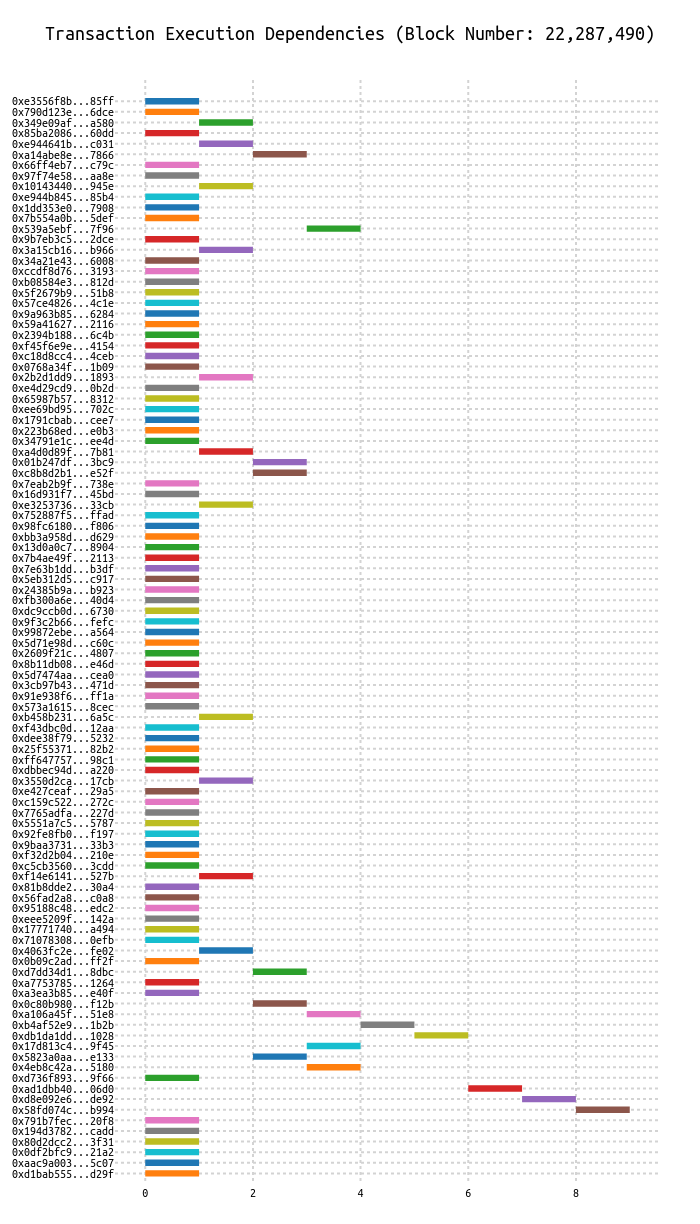 Transaction Execution Dependencies (Block Number: 22,287,490)
0xe3556f8b...85ff
0x790d123e...6dce
0x349e09af...a580
0x85ba2086...60dd
0xe944641b...c031
0xa14abe8e...7866
0x66ff4eb7...c79c
0x97f74e58...aa8e
0x10143440...945e
0xe944b845...85b4
0x1dd353e0...7908
0x7b554a0b...5def
0x539a5ebf...7f96
0x9b7eb3c5...2dce
0x3a15cb16...b966
0x34a21e43...6008
0xccdf8d76...3193
0xb08584e3...812d
0x5f2679b9...51b8
0x57ce4826...4c1e
0x9a963b85...6284
0x59a41627...2116
0x2394b188...6c4b
0xf45f6e9e...4154
0xc18d8cc4...4ceb
0x0768a34f...1b09
0x2b2d1dd9...1893
0xe4d29cd9...0b2d
0x65987b57...8312
0xee69bd95...702c
0x1791cbab...cee7
0x223b68ed...e0b3
0x34791e1c...ee4d
0xa4d0d89f...7b81
0x01b247df...3bc9
0xc8b8d2b1...e52f
0x7eab2b9f...738e
0x16d931f7...45bd
0xe3253736...33cb
0x752887f5...ffad
0x98fc6180...f806
0xbb3a958d...d629
0x13d0a0c7...8904
0x7b4ae49f...2113
0x7e63b1dd...b3df
0x5eb312d5...c917
0x24385b9a...b923
0xfb300a6e...40d4
0xdc9ccb0d...6730
0x9f3c2b66...fefc
0x99872ebe...a564
0x5d71e98d...c60c
0x2609f21c...4807
0x8b11db08...e46d
0x5d7474aa...cea0
0x3cb97b43...471d
0x91e938f6...ff1a
0x573a1615...8cec
0xb458b231...6a5c
0xf43dbc0d...12aa
0xdee38f79...5232
0x25f55371...82b2
0xff647757...98c1
0xdbbec94d...a220
0x3550d2ca...17cb
0xe427ceaf...29a5
0xc159c522...272c
0x7765adfa...227d
0x5551a7c5...5787
0x92fe8fb0...f197
0x9baa3731...33b3
0xf32d2b04...210e
0xc5cb3560...3cdd
0xf14e6141...527b
0x81b8dde2...30a4
0x56fad2a8...c0a8
0x95188c48...edc2
0xeee5209f...142a
0x17771740...a494
0x71078308...0efb
0x4063fc2e...fe02
0x0b09c2ad...ff2f
0xd7dd34d1...8dbc
0xa7753785...1264
0xa3ea3b85...e40f
0x0c80b980...f12b
0xa106a45f...51e8
0xb4af52e9...1b2b
0xdb1da1dd...1028
0x17d813c4...9f45
0x5823a0aa...e133
0x4eb8c42a...5180
0xd736f893...9f66
0xad1dbb40...06d0
0xd8e092e6...de92
0x58fd074c...b994
0x791b7fec...20f8
0x194d3782...cadd
0x80d2dcc2...3f31
0x0df2bfc9...21a2
0xaac9a003...5c07
0xd1bab555...d29f
0 2 4 6 8